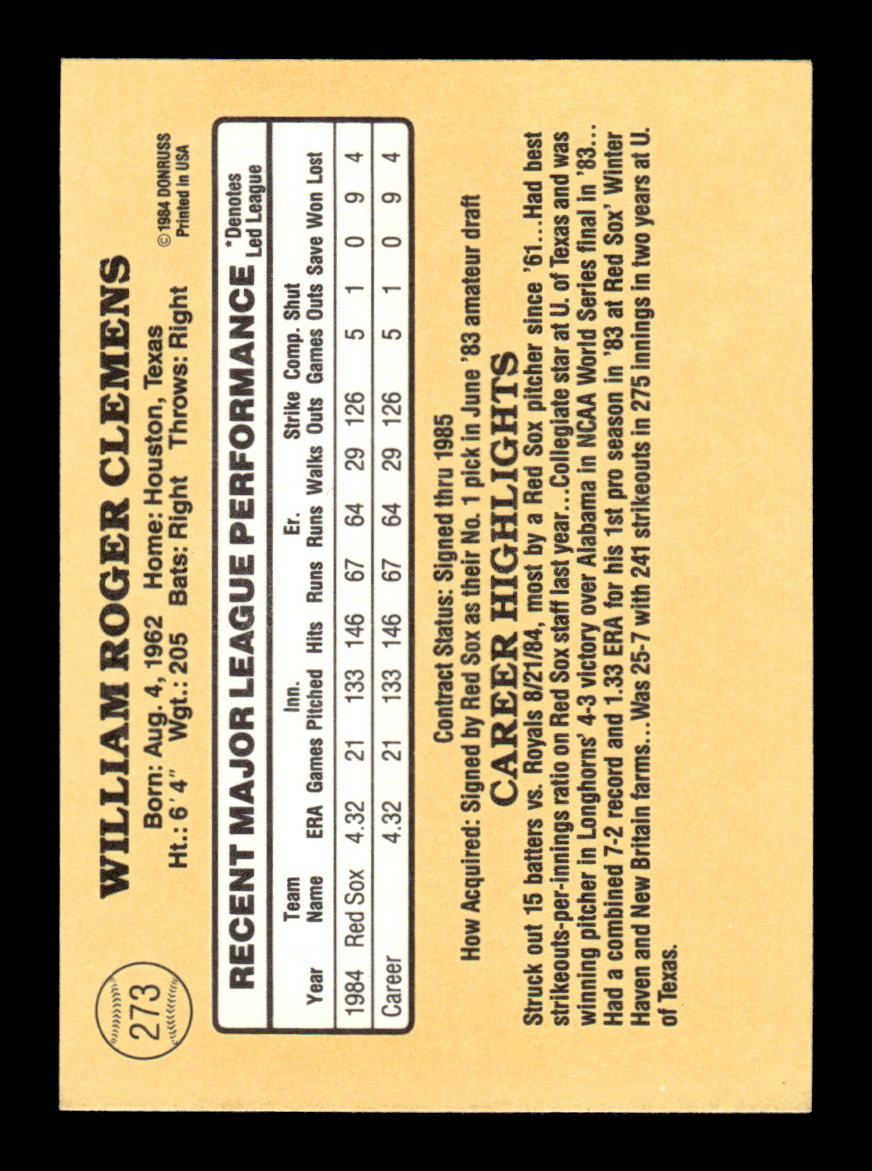 273
WILLIAM ROGER CLEMENS
Born: Aug. 4, 1962 Home: Houston, Texas
Ht.: 6'4" Wgt.: 205 Bats: Right Throws: Right
©1984 DONRUSS
Printed in USA
RECENT MAJOR LEAGUE PERFORMANCE
*Denotes
Led League
Team Inn. Er. Strike Comp. Shut
Year Name ERA Games Pitched Hits Runs Runs Walks Outs Games Outs Save Won Lost
1984 Red Sox 4.32 21 133 146 67 64 29 126 5 1 0 9 4
Career 4.32 21 133 146 67 64 29 126 5 1 0 9 4
Contract Status: Signed thru 1985
How Acquired: Signed by Red Sox as their No. 1 pick in June '83 amateur draft
CAREER HIGHLIGHTS
Struck out 15 batters vs. Royals 8/21/84, most by a Red Sox pitcher since '61...Had best
strikeouts-per-innings ratio on Red Sox staff last year...Collegiate star at U. of Texas and was
winning pitcher in Longhorns' 4-3 victory over Alabama in NCAA World Series final in '83...
Had a combined 7-2 record and 1.33 ERA for his 1st pro season in '83 at Red Sox' Winter
Haven and New Britain farms...Was 25-7 with 241 strikeouts in 275 innings in two years at U.
of Texas.